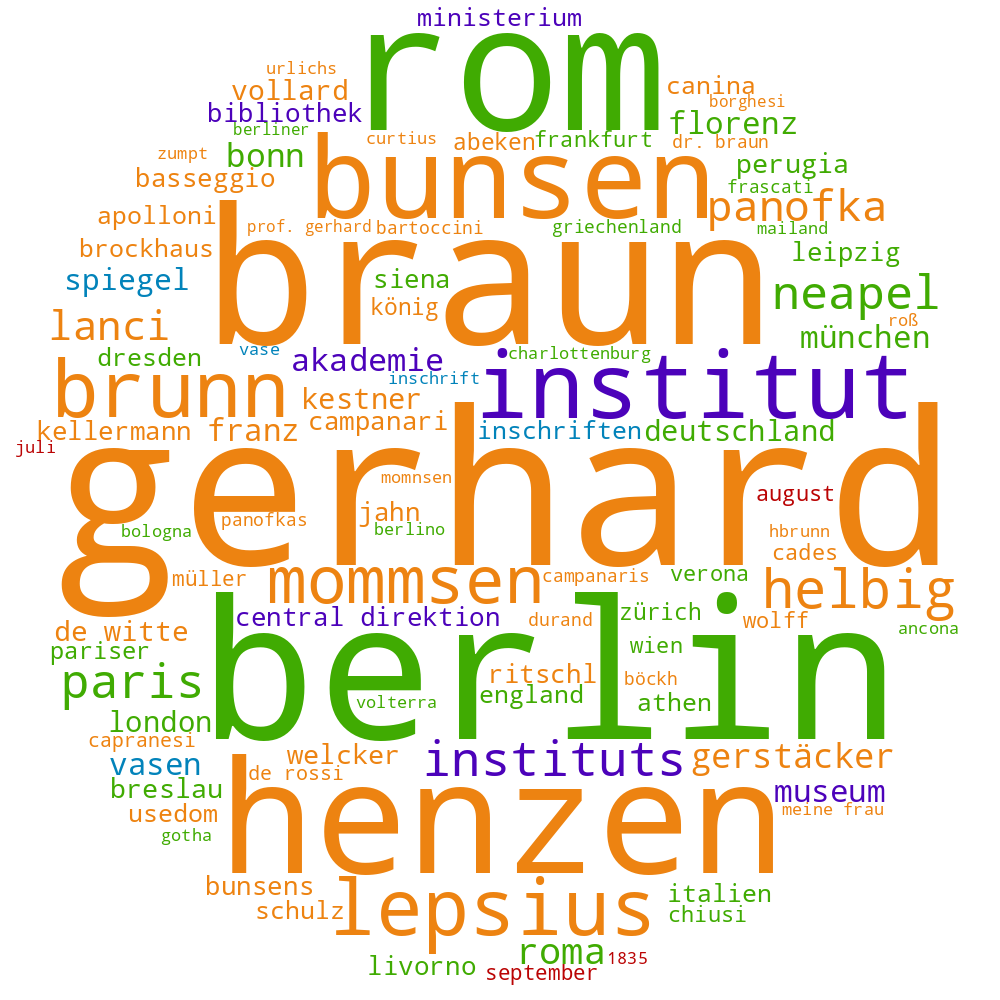 ministerium
rom
urlichs
vollard
canina
bibliothek
borghesi
berliner
florenz
curtius
abeken
frankfurt
dr. braun
bonn
bunsen
zumpt
perugia
basseggio
frascati
panofka
apolloni
prof. gerhard
bartoccini
griechenland
mailand
brockhaus
braun
leipzig
spiegel
siena
neapel
könig
lanci
roß
münchen
dresden
vase
akademie
charlottenburg
inschrift
institut
brunn
kestner
campanari
kellermann
franz
inschriften
deutschland
juli
gerhard
momnsen
august
panofkas
jahn
bologna
berlino
hbrunn
cades
müller
mommsen
campanaris
verona
helbig
central direktion
durand
zürich
wolff
ancona
de witte
berlin
pariser
wien
paris
ritschl
böckh
england
volterra
athen
london
capranesi
welcker
instituts
gerstäcker
vasen
de rossi
breslau
museum
usedom
henzen
meine frau
gotha
bunsens
italien
schulz
lepsius
chiusi
roma
livorno
september
1835